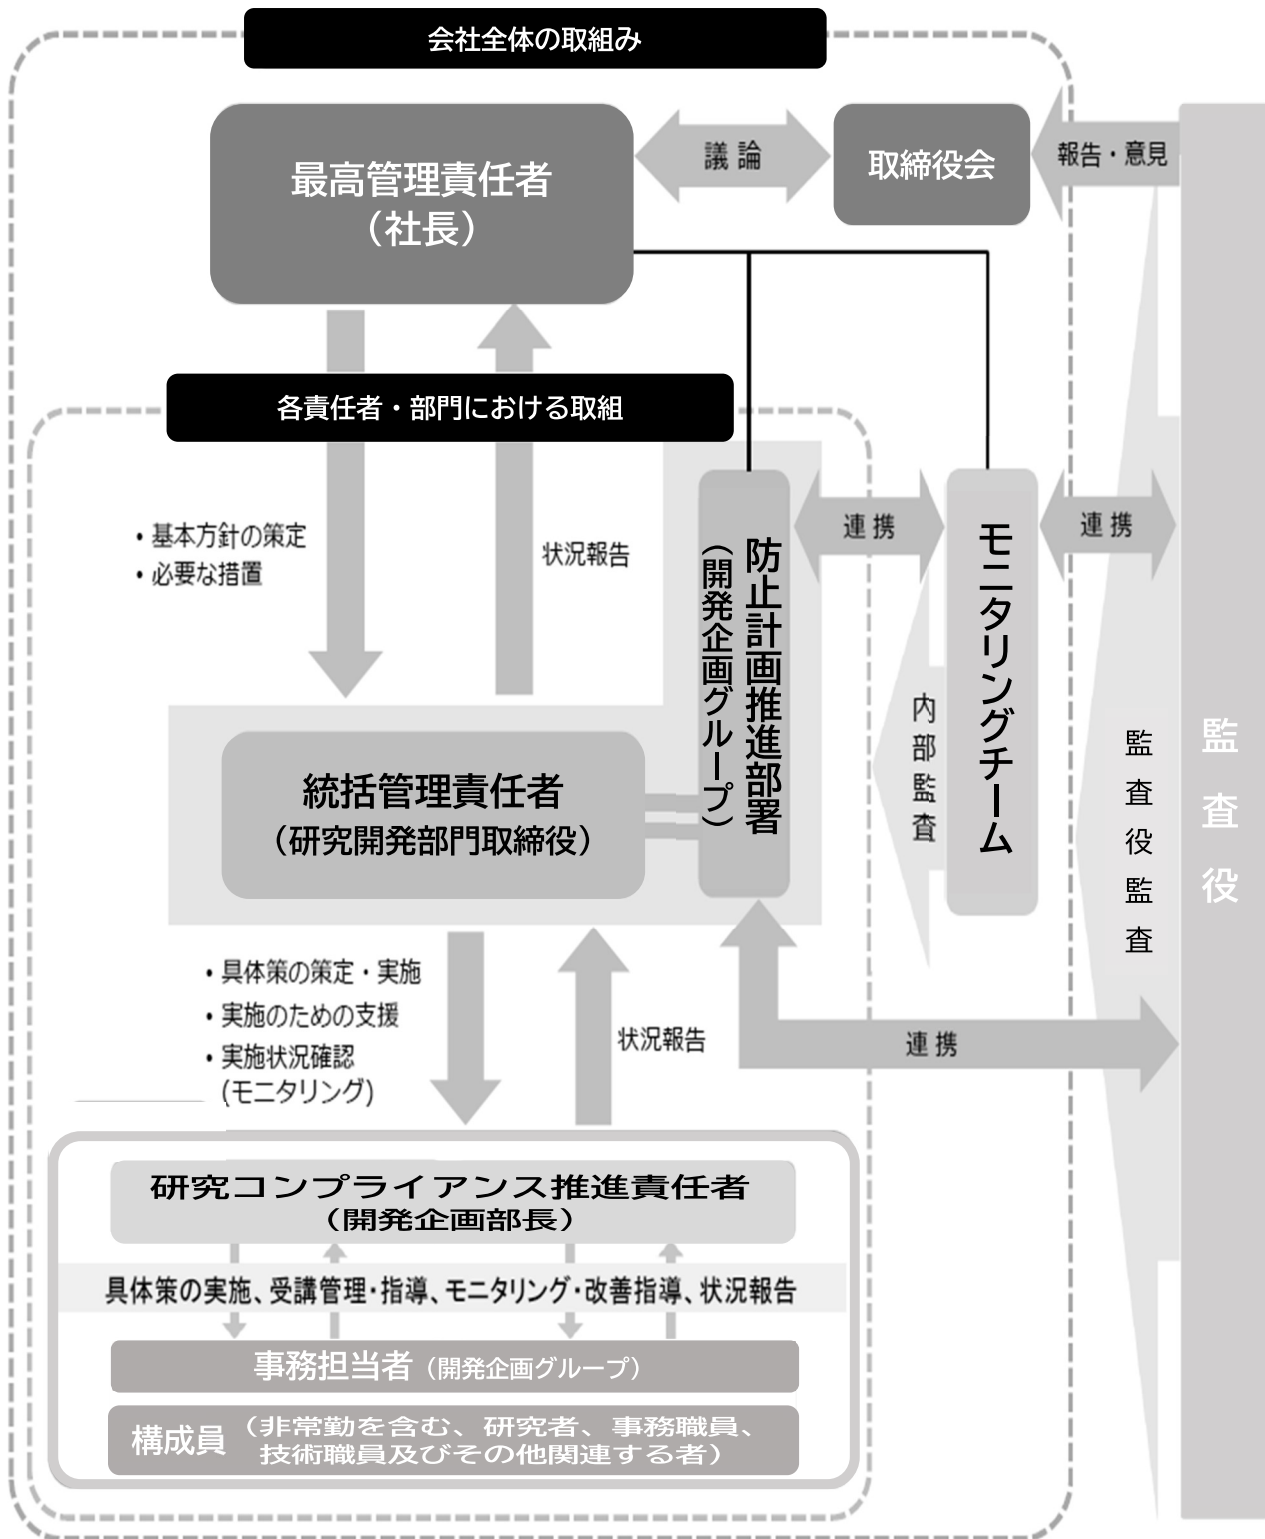 会社全体の取組み
最高管理責任者
（社長）
議 論
取締役会
報告・意見
各責任者・部門における取組
・基本方針の策定
・必要な措置
状況報告
防止計画推進部署
（開発企画グループ）
連 携
モニタリングチーム
連 携
内部監査
監査役監査
監査役
統括管理責任者
（研究開発部門取締役）
・具体策の策定・実施
・実施のための支援
・実施状況確認
(モニタリング)
状況報告
連 携
研究コンプライアンス推進責任者
（開発企画部長）
具体策の実施、受講管理・指導、モニタリング・改善指導、状況報告
事務担当者（開発企画グループ）
構成員（非常勤を含む、研究者、事務職員、
技術職員及びその他関連する者）